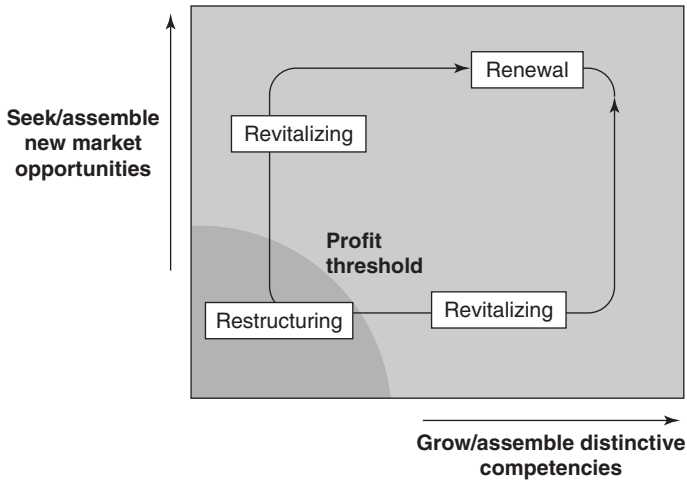 Renewal
Seek/assemble
new market
opportunities
Revitalizing
Profit
threshold
Restructuring
Revitalizing
Grow/assemble distinctive
competencies